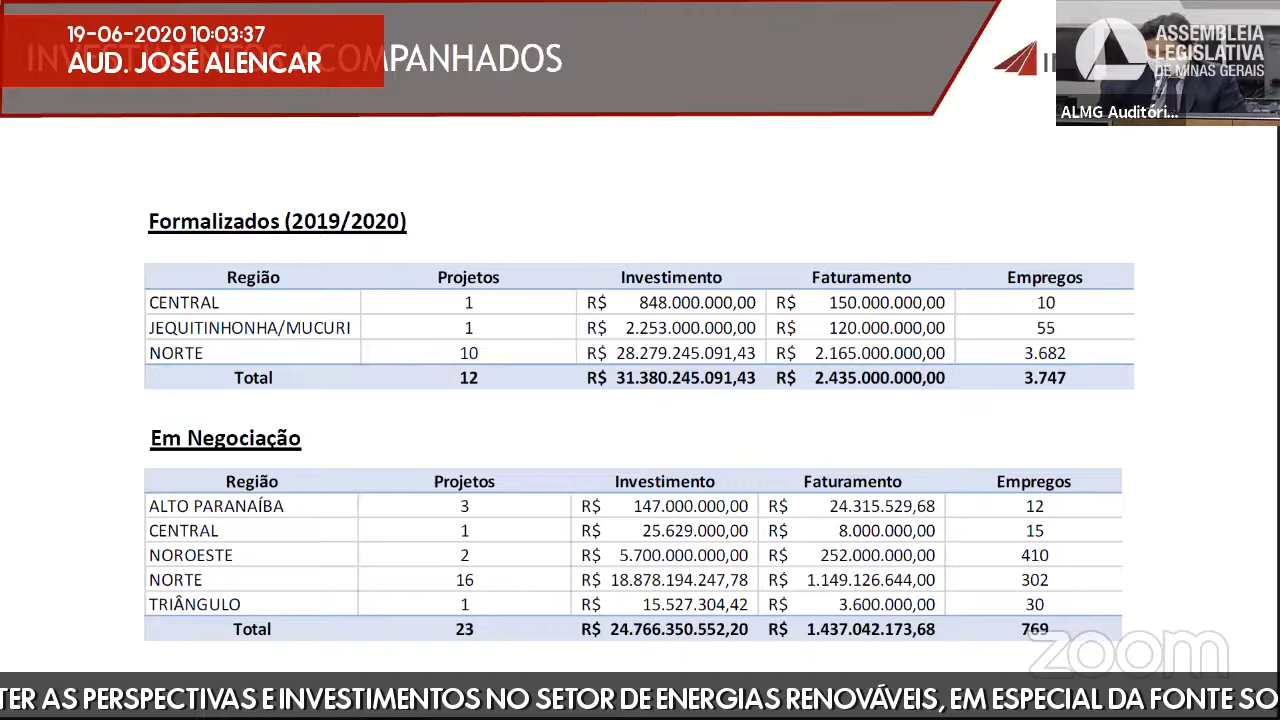 19-06-2020 10:03:37
AUD. JOSÉ ALENCAR
INVESTIMENTOS ACOMPANHADOS
ASSEMBLEIA
LEGISLATIVA
DE MINAS GERAIS
ALMG Auditóri...
Formalizados (2019/2020)
Região Projetos Investimento Faturamento Empregos
CENTRAL 1 R$ 848.000.000,00 R$ 150.000.000,00 10
JEQUITINHONHA/MUCURI 1 R$ 2.253.000.000,00 R$ 120.000.000,00 55
NORTE 10 R$ 28.279.245.091,43 R$ 2.165.000.000,00 3.682
Total 12 R$ 31.380.245.091,43 R$ 2.435.000.000,00 3.747
Em Negociação
Região Projetos Investimento Faturamento Empregos
ALTO PARANAÍBA 3 R$ 147.000.000,00 R$ 24.315.529,68 12
CENTRAL 1 R$ 25.629.000,00 R$ 8.000.000,00 15
NOROESTE 2 R$ 5.700.000.000,00 R$ 252.000.000,00 410
NORTE 16 R$ 18.878.194.247,78 R$ 1.149.126.644,00 302
TRIÂNGULO 1 R$ 15.527.304,42 R$ 3.600.000,00 30
Total 23 R$ 24.766.350.552,20 R$ 1.437.042.173,68 769
zoom
TER AS PERSPECTIVAS E INVESTIMENTOS NO SETOR DE ENERGIAS RENOVÁVEIS, EM ESPECIAL DA FONTE SO